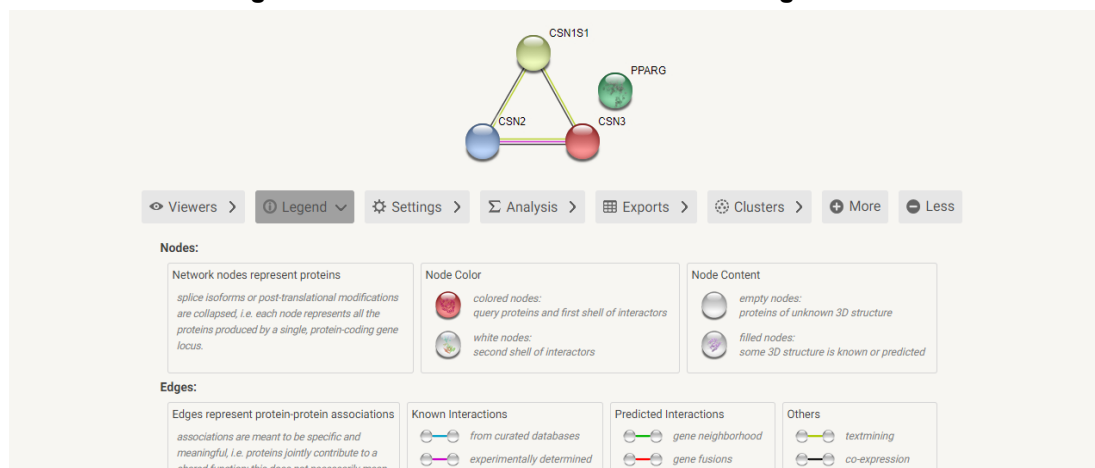 CSN1S1
PPARG
CSN2
CSN3
Viewers
Legend
Settings
Analysis
Exports
Clusters
More
Less
Nodes:
Network nodes represent proteins
splice isoforms or post-translational modifications
are collapsed, i.e. each node represents all the
proteins produced by a single, protein-coding gene
locus.
Node Color
colored nodes:
query proteins and first shell of interactors
white nodes:
second shell of interactors
Node Content
empty nodes:
proteins of unknown 3D structure
filled nodes:
some 3D structure is known or predicted
Edges:
Edges represent protein-protein associations
associations are meant to be specific and
meaningful, i.e. proteins jointly contribute to a
Known Interactions
from curated databases
experimentally determined
Predicted Interactions
gene neighborhood
gene fusions
Others
textmining
co-expression